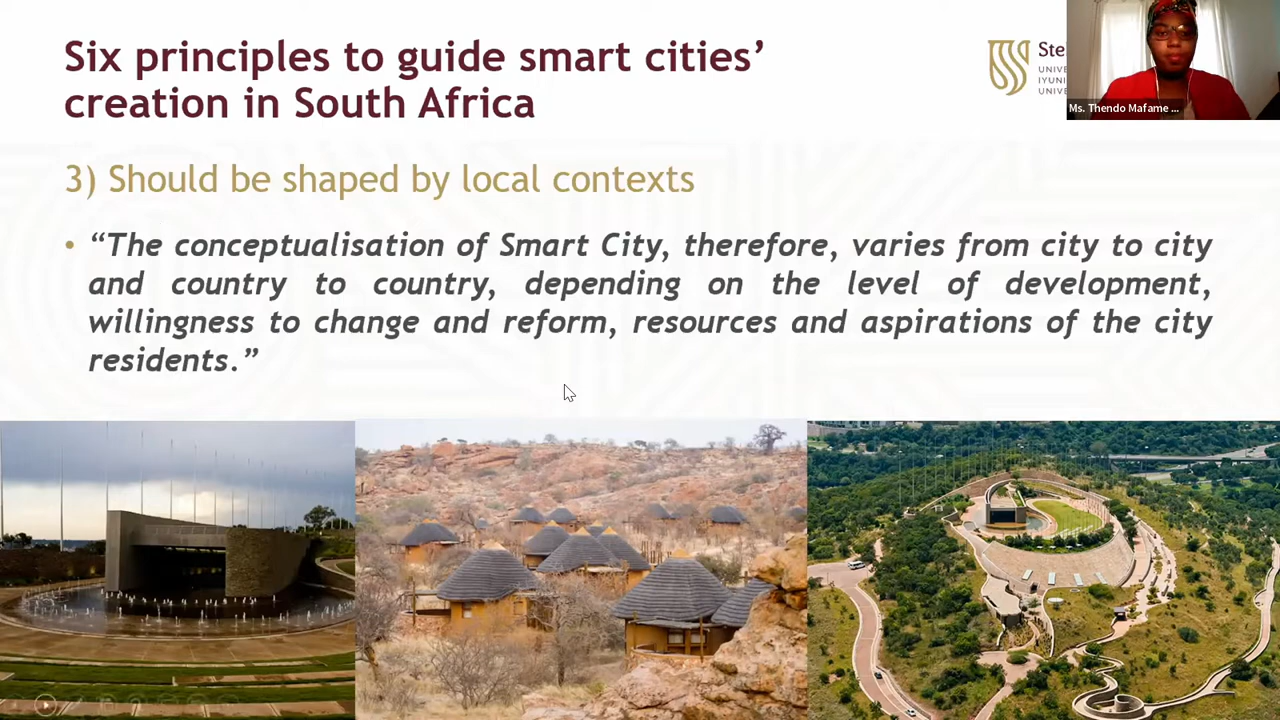 Six principles to guide smart cities’
creation in South Africa
3) Should be shaped by local contexts
• “The conceptualisation of Smart City, therefore, varies from city to city
and country to country, depending on the level of development,
willingness to change and reform, resources and aspirations of the city
residents.”
Ms. Thendo Mafame ...